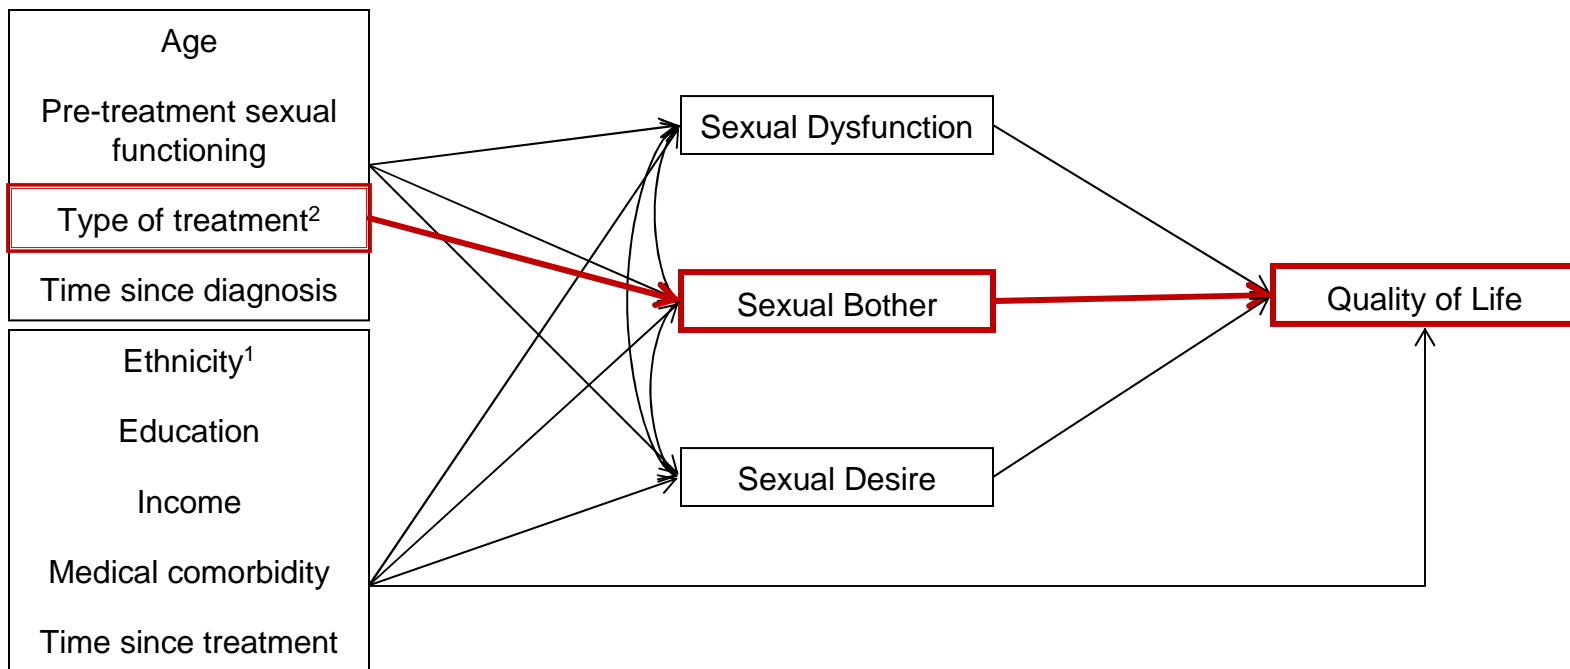 Age
Pre-treatment sexual
functioning
Type of treatment²
Time since diagnosis
Ethnicity¹
Education
Income
Medical comorbidity
Time since treatment
Sexual Dysfunction
Sexual Bother
Sexual Desire
Quality of Life